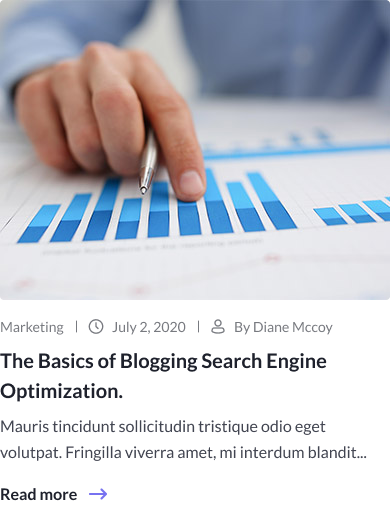 Marketing | July 2, 2020 | By Diane Mccoy
The Basics of Blogging Search Engine
Optimization.
Mauris tincidunt sollicitudin tristique odio eget
volutpat. Fringilla viverra amet, mi interdum blandit...
Read more